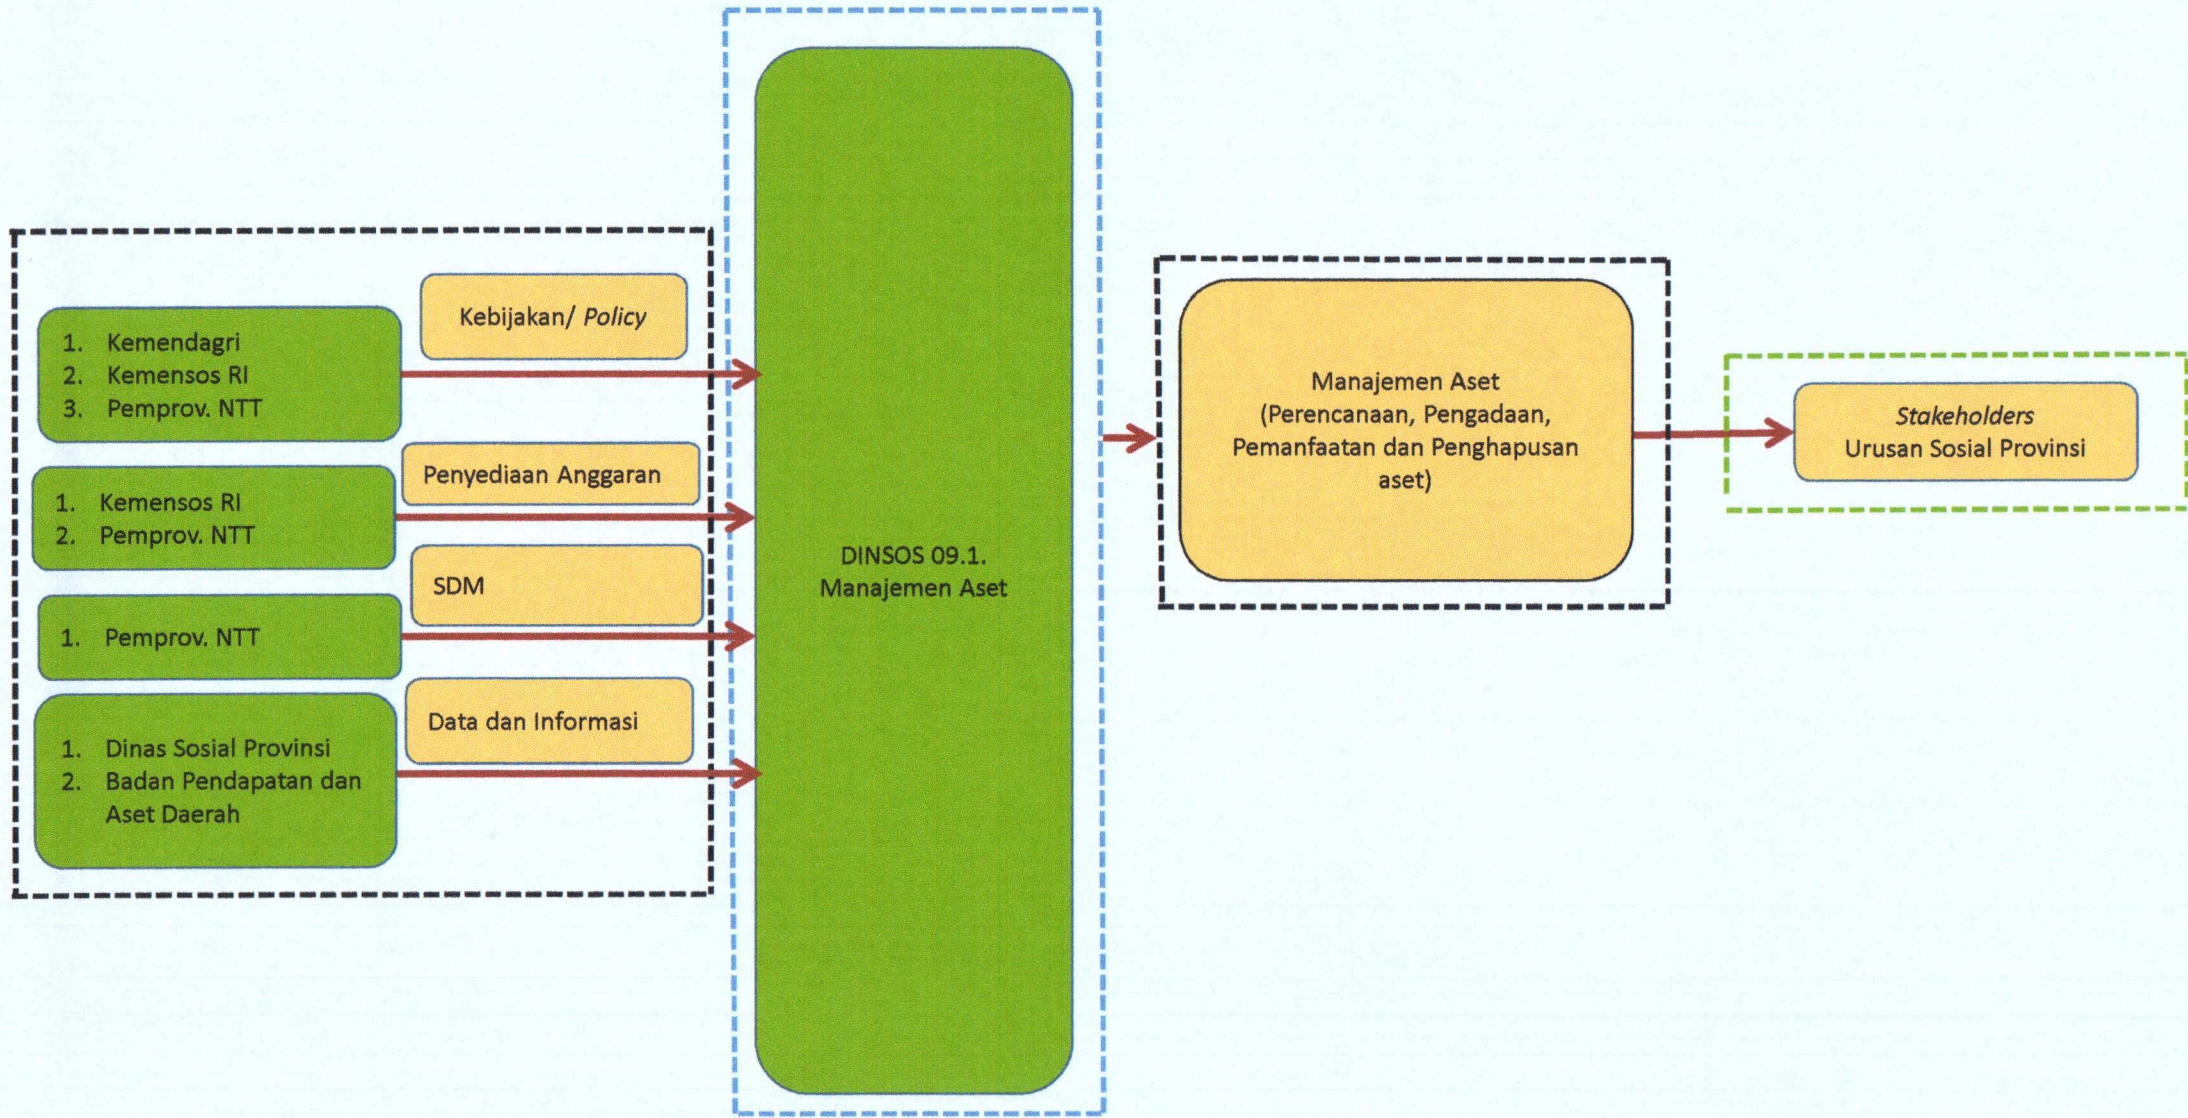 Kebijakan/ Policy
1. Kemendagri
2. Kemensos RI
3. Pemprov. NTT
Penyediaan Anggaran
1. Kemensos RI
2. Pemprov. NTT
SDM
1. Pemprov. NTT
Data dan Informasi
1. Dinas Sosial Provinsi
2. Badan Pendapatan dan
Aset Daerah
DINSOS 09.1.
Manajemen Aset
Manajemen Aset
(Perencanaan, Pengadaan,
Pemanfaatan dan Penghapusan
aset)
Stakeholders
Urusan Sosial Provinsi